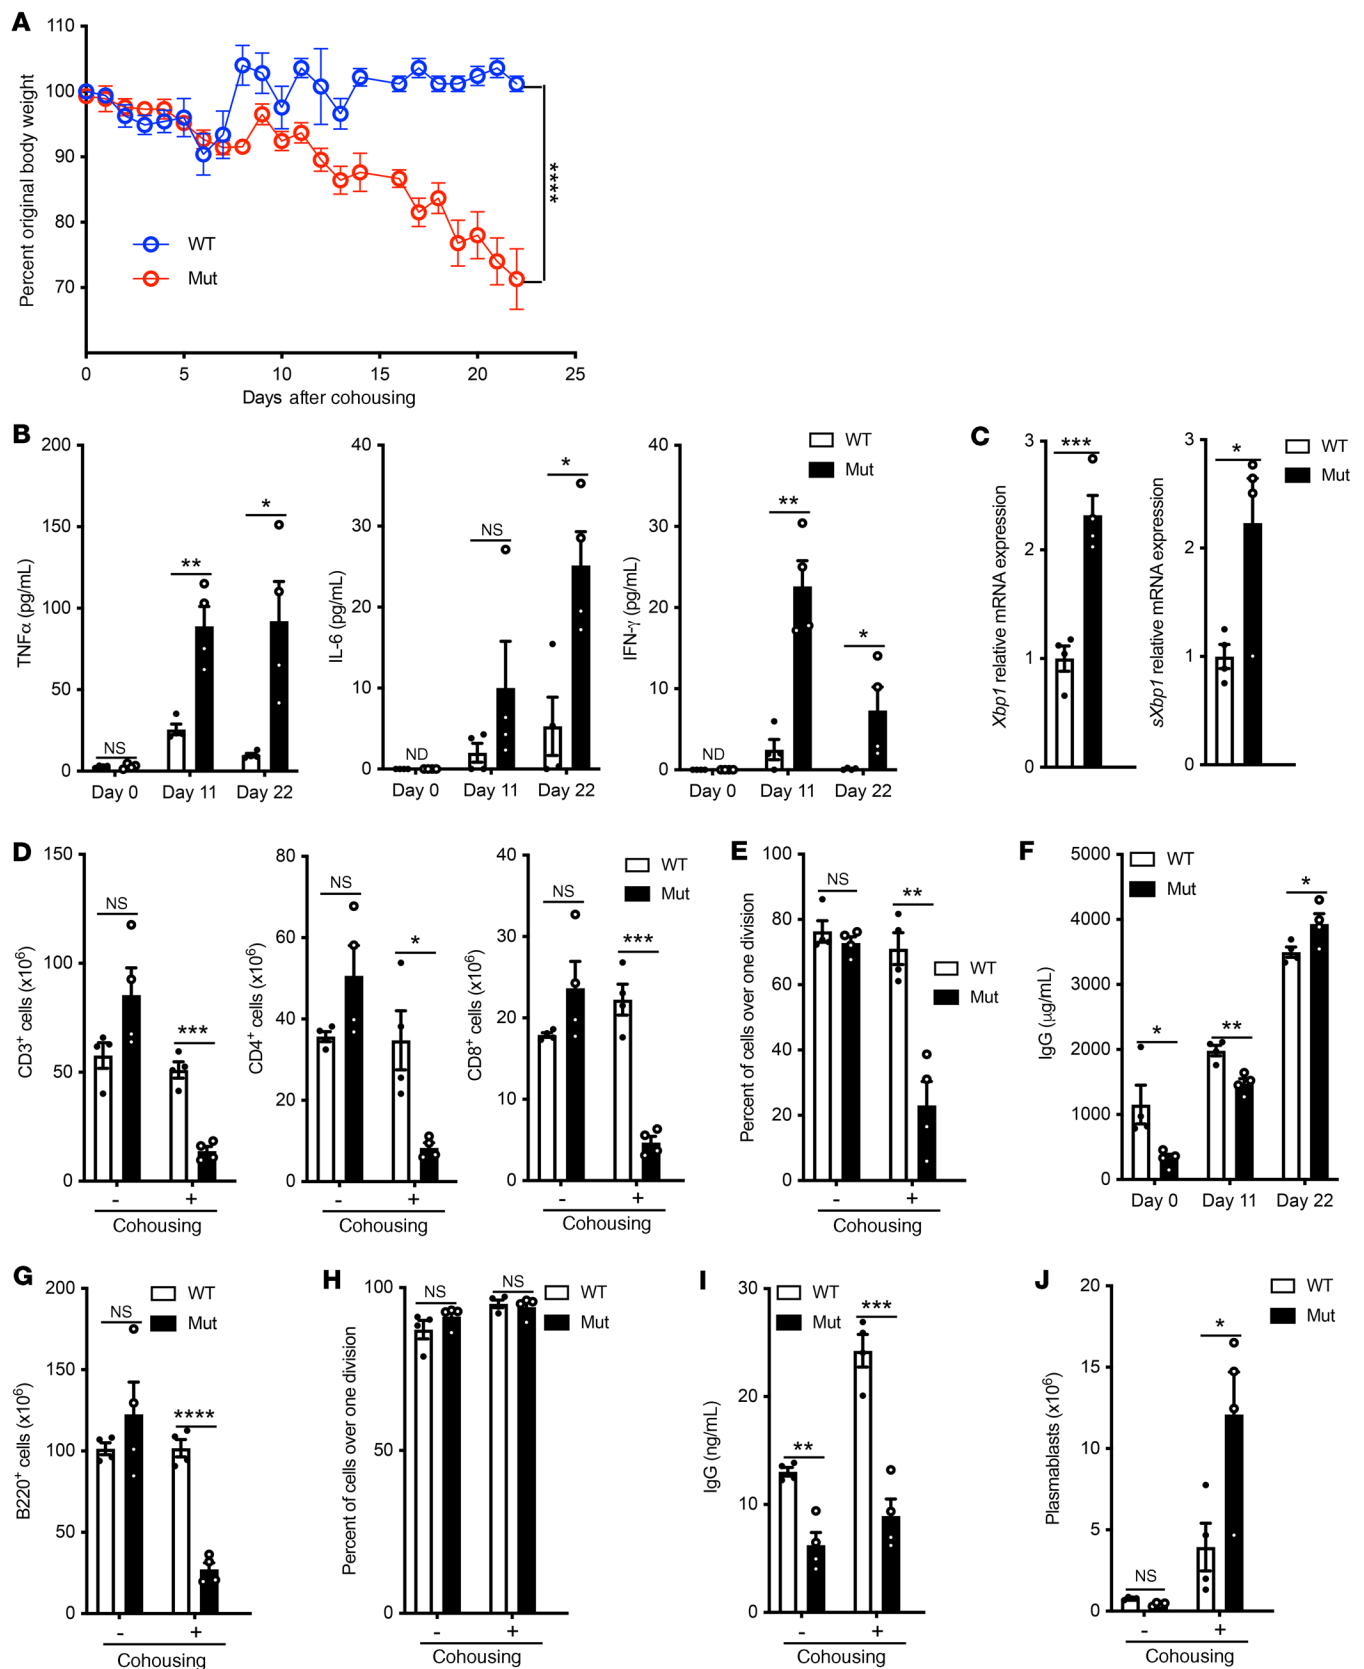 A
110
100
90
80
70
Percent original body weight
WT
Mut
****
0 5 10 15 20 25
Days after cohousing
B
200
150
100
50
0
TNFα (pg/mL)
NS
**
*
Day 0 Day 11 Day 22
40
30
20
10
0
IL-6 (pg/mL)
ND
NS
*
Day 0 Day 11 Day 22
40
30
20
10
0
IFN-γ (pg/mL)
ND
**
*
Day 0 Day 11 Day 22
WT
Mut
C
3
2
1
0
Xbp1 relative mRNA expression
***
3
2
1
0
sXbp1 relative mRNA expression
*
WT
Mut
D
150
100
50
0
CD3+ cells (x10⁶)
NS
***
- +
Cohousing
80
60
40
20
0
CD4+ cells (x10⁶)
NS
*
- +
Cohousing
40
30
20
10
0
CD8+ cells (x10⁶)
NS
***
- +
Cohousing
WT
Mut
E
100
80
60
40
20
0
Percent of cells over one division
NS
**
WT
Mut
- +
Cohousing
F
5000
4000
3000
2000
1000
0
IgG (μg/mL)
WT
Mut
*
**
*
Day 0 Day 11 Day 22
G
200
150
100
50
0
B220+ cells (x10⁶)
NS
****
WT
Mut
- +
Cohousing
H
100
50
0
Percent of cells over one division
NS
NS
WT
Mut
- +
Cohousing
I
30
20
10
0
IgG (ng/mL)
WT
Mut
**
***
- +
Cohousing
J
20
15
10
5
0
Plasmablasts (x10⁶)
NS
*
WT
Mut
- +
Cohousing